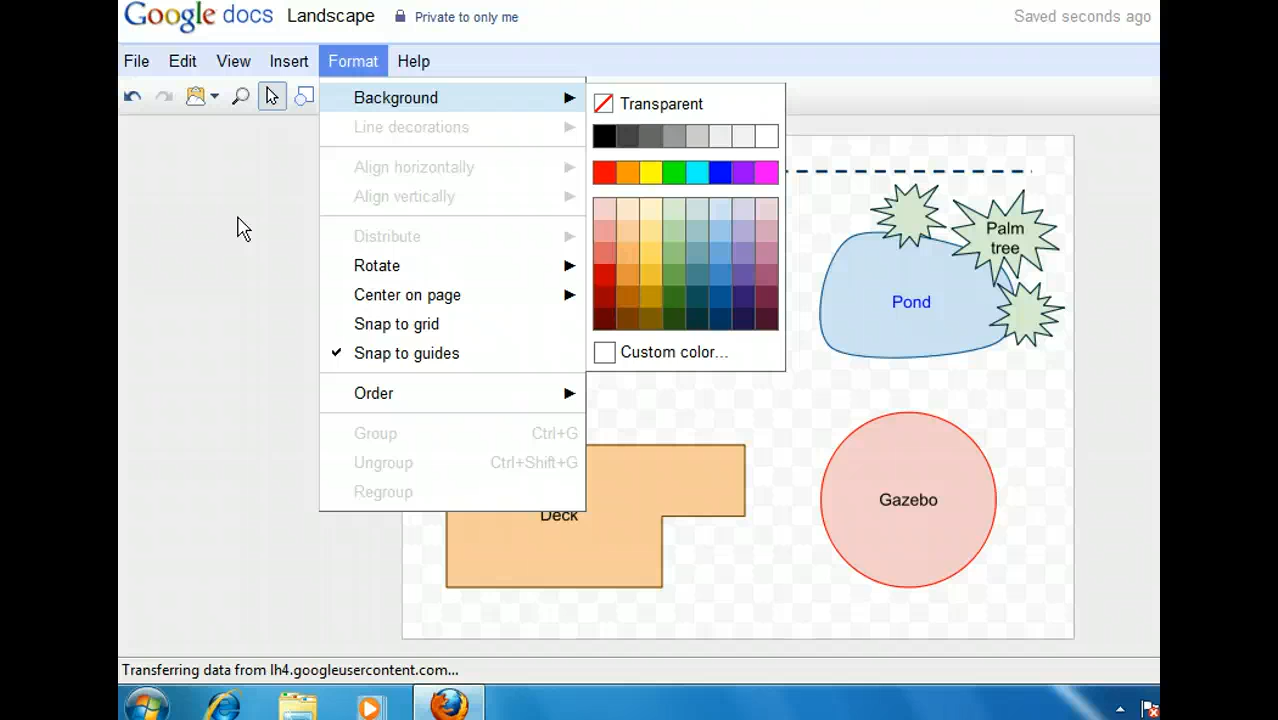 Google docs Landscape Private to only me Saved seconds ago
File Edit View Insert Format Help
Background
Line decorations
Align horizontally
Align vertically
Distribute
Rotate
Center on page
Snap to grid
Snap to guides
Order
Group Ctrl+G
Ungroup Ctrl+Shift+G
Regroup
Transparent
Custom color...
Palm
tree
Pond
Deck
Gazebo
Transferring data from lh4.googleusercontent.com...